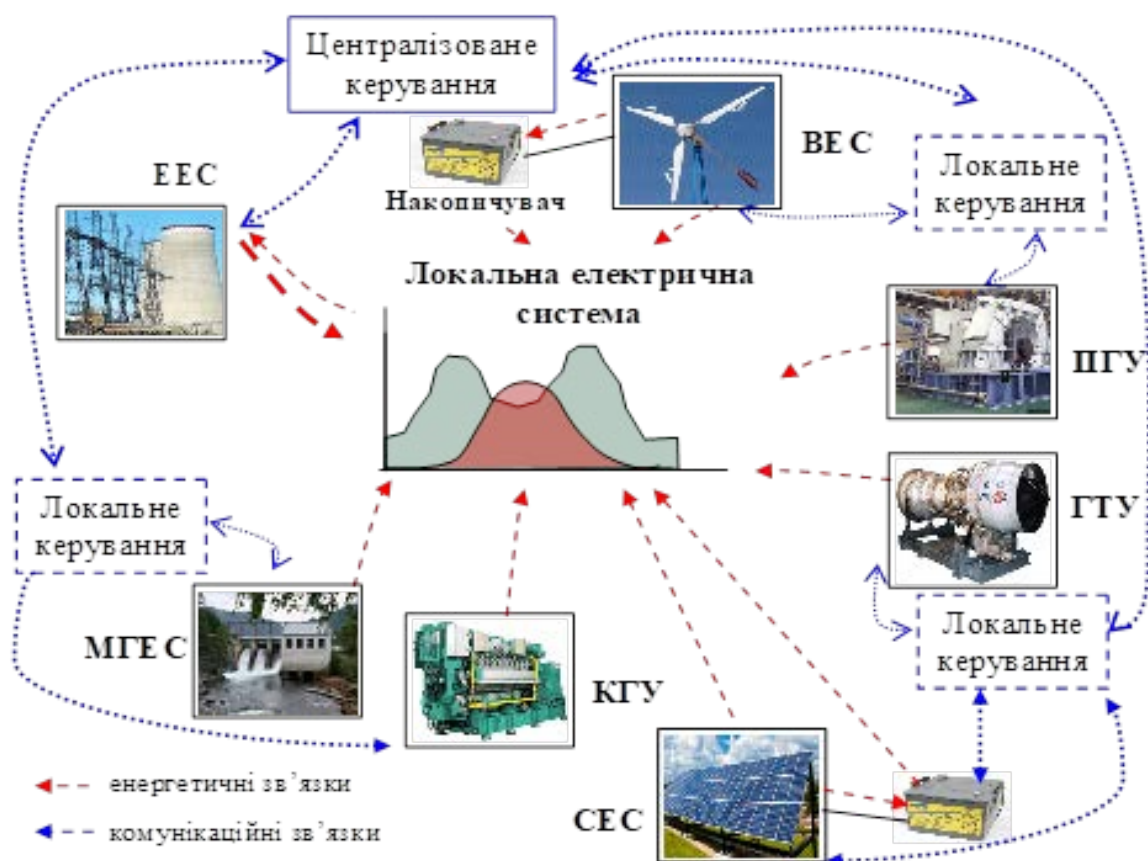 Централізоване
керування
ВЕС
ЕЕС
Накопичувач
Локальне
керування
Локальна електрична
система
ПГУ
ГТУ
Локальне
керування
МГЕС
КГУ
Локальне
керування
СЕС
енергетичні зв’язки
комунікаційні зв’язки